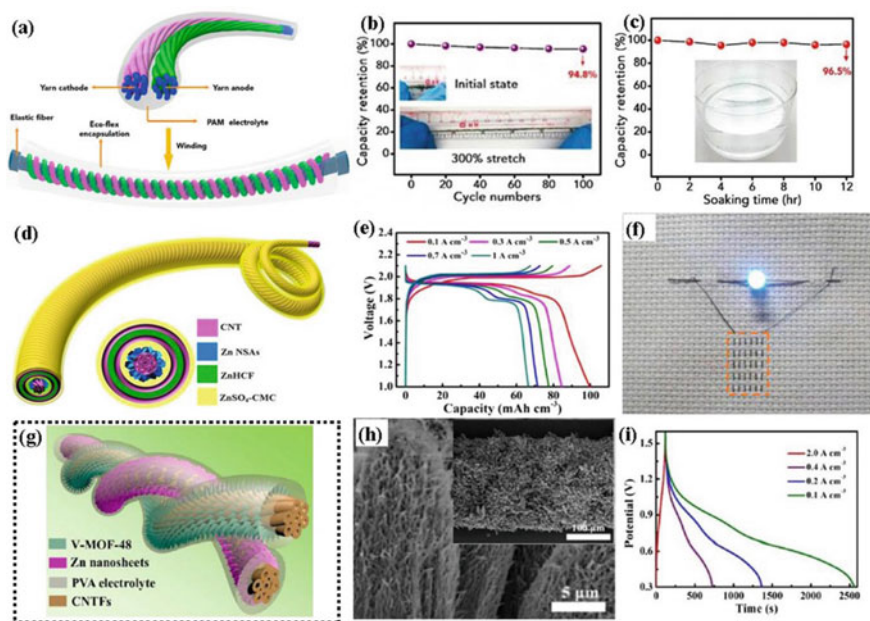 (a)
Yarn cathode
Yarn anode
PAM electrolyte
Elastic fiber
Eco-flex
encapsulation
Winding
(b)
Capacity retention (%)
100
80
60
40
20
0
94.8%
Initial state
300% stretch
0 20 40 60 80 100
Cycle numbers
(c)
Capacity retention (%)
100
80
60
40
20
0
96.5%
0 2 4 6 8 10 12
Soaking time (hr)
(d)
CNT
Zn NSAs
ZnHCF
ZnSO₄-CMC
(e)
0.1 A cm⁻³ 0.3 A cm⁻³ 0.5 A cm⁻³
0.7 A cm⁻³ 1 A cm⁻³
Voltage (V)
2.1
1.8
1.5
1.2
1.0
0 20 40 60 80 100
Capacity (mAh cm⁻³)
(f)
(g)
V-MOF-48
Zn nanosheets
PVA electrolyte
CNTFs
(h)
100 μm
5 μm
(i)
2.0 A cm⁻³
0.4 A cm⁻³
0.2 A cm⁻³
0.1 A cm⁻³
Potential (V)
1.5
1.2
0.9
0.6
0.3
0 500 1000 1500 2000 2500
Time (s)